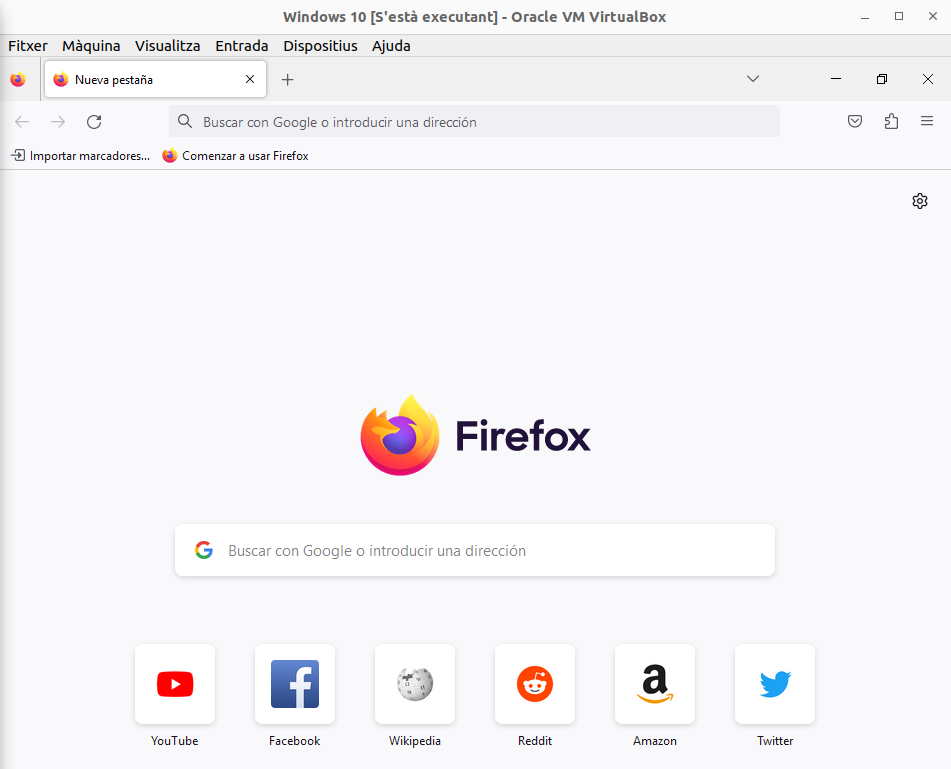 Windows 10 [S'està executant] - Oracle VM VirtualBox
Fitxer Màquina Visualitza Entrada Dispositius Ajuda
Nueva pestaña
Buscar con Google o introducir una dirección
Importar marcadores... Comenzar a usar Firefox
Firefox
Buscar con Google o introducir una dirección
YouTube Facebook Wikipedia Reddit Amazon Twitter